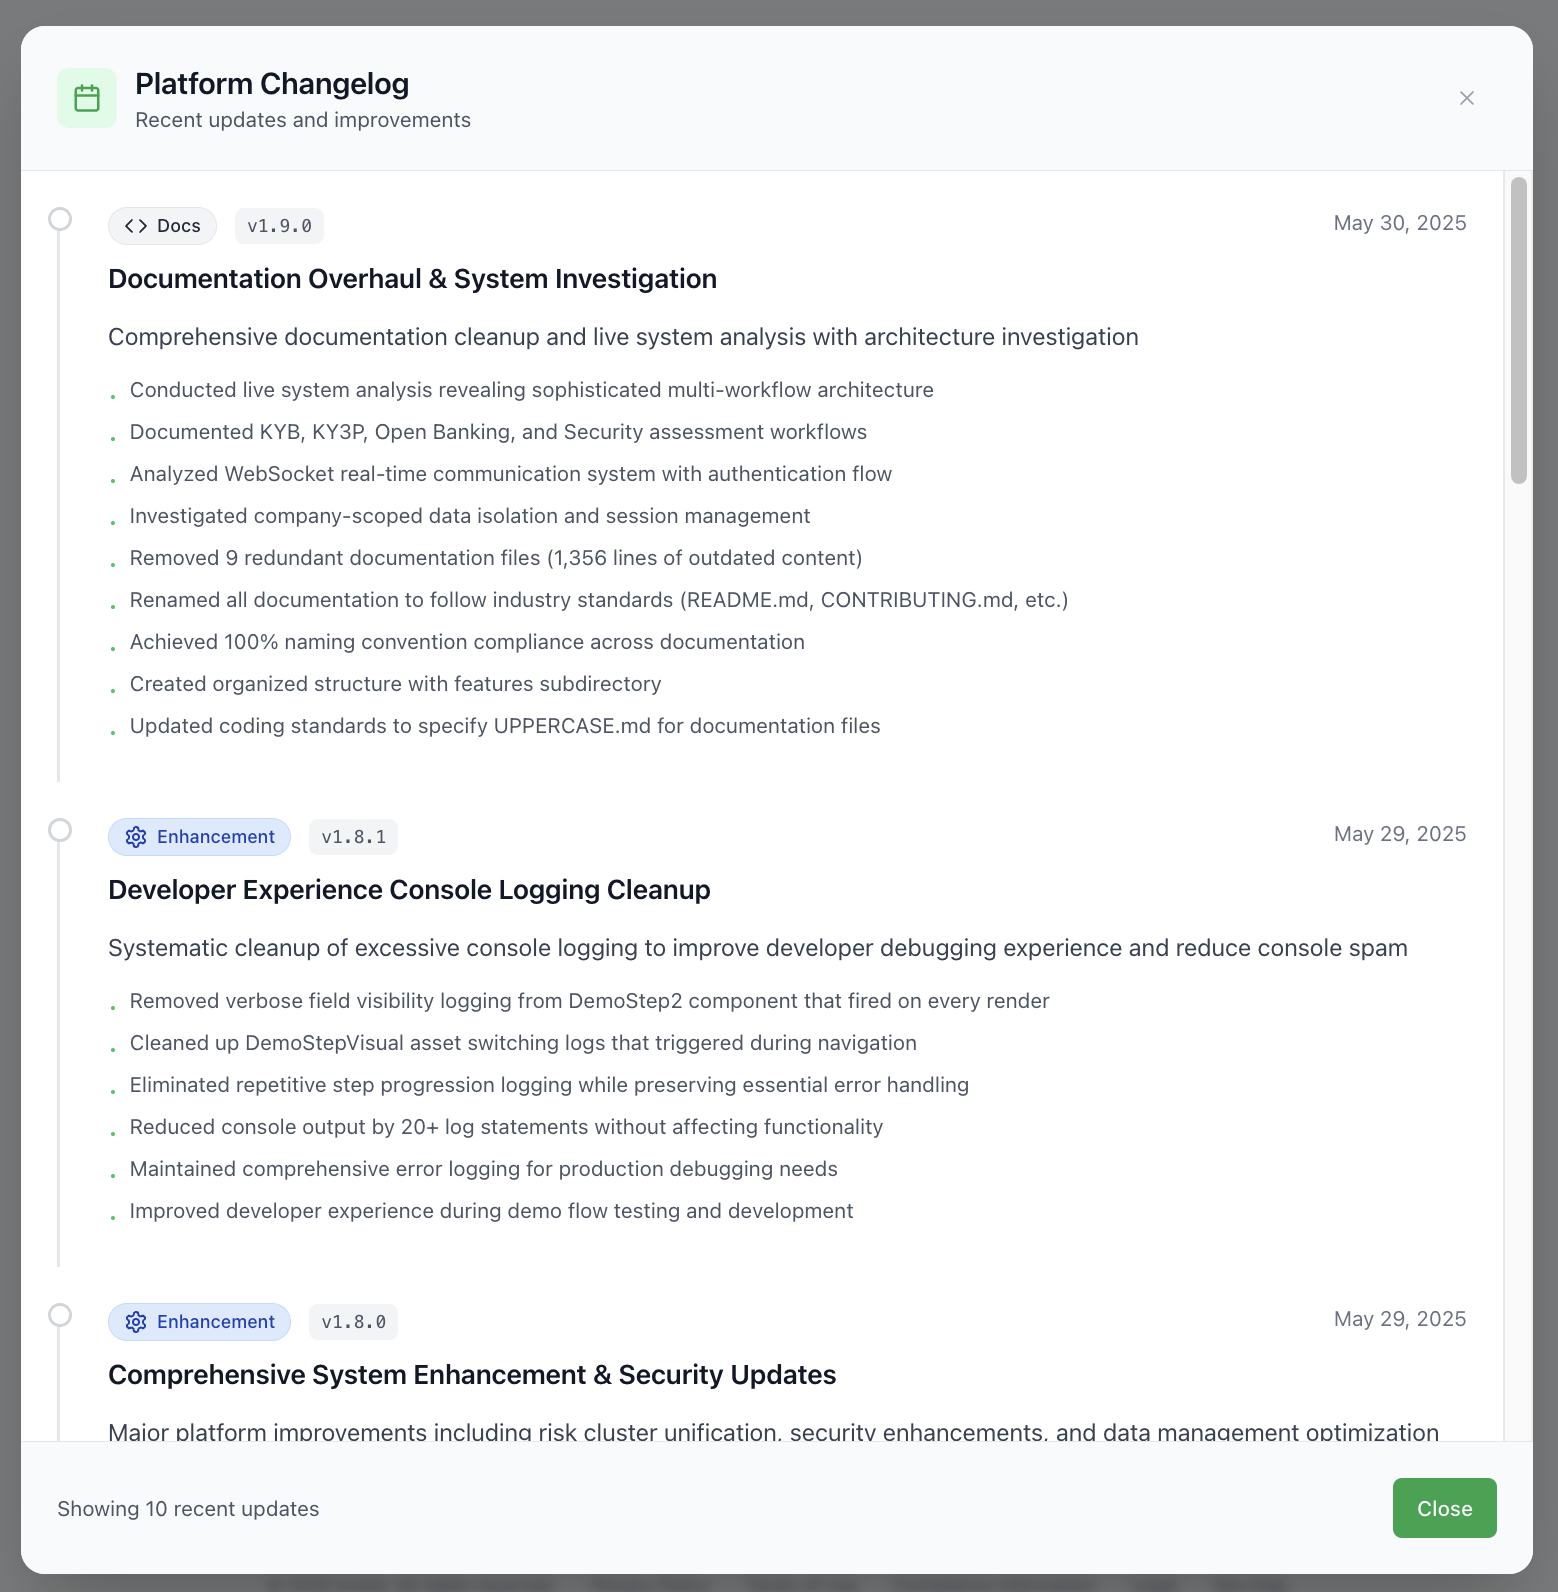 Platform Changelog
Recent updates and improvements
Docs v1.9.0 May 30, 2025
Documentation Overhaul & System Investigation
Comprehensive documentation cleanup and live system analysis with architecture investigation
Conducted live system analysis revealing sophisticated multi-workflow architecture
Documented KYB, KY3P, Open Banking, and Security assessment workflows
Analyzed WebSocket real-time communication system with authentication flow
Investigated company-scoped data isolation and session management
Removed 9 redundant documentation files (1,356 lines of outdated content)
Renamed all documentation to follow industry standards (README.md, CONTRIBUTING.md, etc.)
Achieved 100% naming convention compliance across documentation
Created organized structure with features subdirectory
Updated coding standards to specify UPPERCASE.md for documentation files
Enhancement v1.8.1 May 29, 2025
Developer Experience Console Logging Cleanup
Systematic cleanup of excessive console logging to improve developer debugging experience and reduce console spam
Removed verbose field visibility logging from DemoStep2 component that fired on every render
Cleaned up DemoStepVisual asset switching logs that triggered during navigation
Eliminated repetitive step progression logging while preserving essential error handling
Reduced console output by 20+ log statements without affecting functionality
Maintained comprehensive error logging for production debugging needs
Improved developer experience during demo flow testing and development
Enhancement v1.8.0 May 29, 2025
Comprehensive System Enhancement & Security Updates
Major platform improvements including risk cluster unification, security enhancements, and data management optimization
Showing 10 recent updates
Close